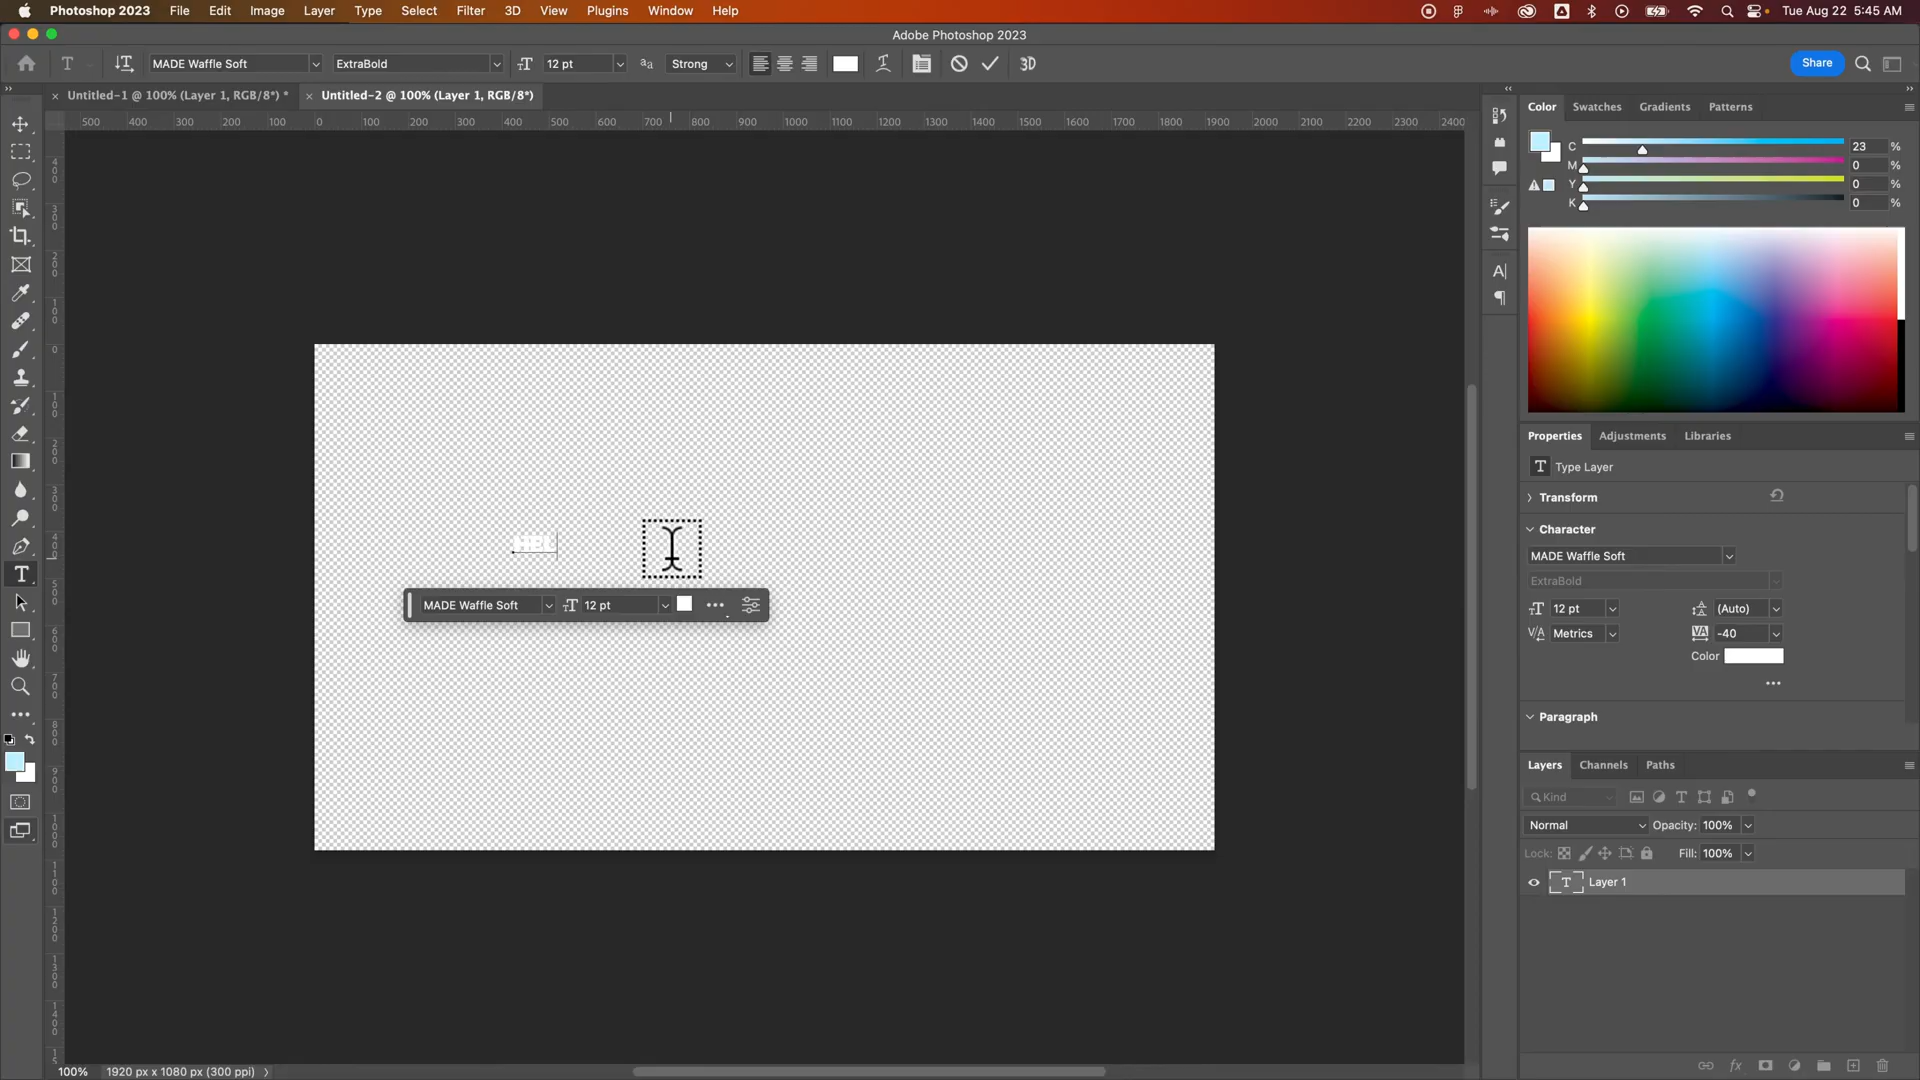 Photoshop 2023 File Edit Image Layer Type Select Filter 3D View Plugins Window Help Tue Aug 22 5:45 AM
Adobe Photoshop 2023
MADE Waffle Soft ExtraBold 12 pt Strong 3D Share
Untitled-1 @ 100% (Layer 1, RGB/8*) * Untitled-2 @ 100% (Layer 1, RGB/8*)
500 400 300 200 100 0 100 200 300 400 500 600 700 800 900 1000 1100 1200 1300 1400 1500 1600 1700 1800 1900 2000 2100 2200 2300 2400
Color Swatches Gradients Patterns
C 23 %
M 0 %
Y 0 %
K 0 %
Properties Adjustments Libraries
T Type Layer
Transform
Character
MADE Waffle Soft
ExtraBold
12 pt (Auto)
Metrics -40
Color
Paragraph
HEL
MADE Waffle Soft 12 pt
Layers Channels Paths
Kind
Normal Opacity: 100%
Lock: Fill: 100%
T Layer 1
100% 1920 px x 1080 px (300 ppi)